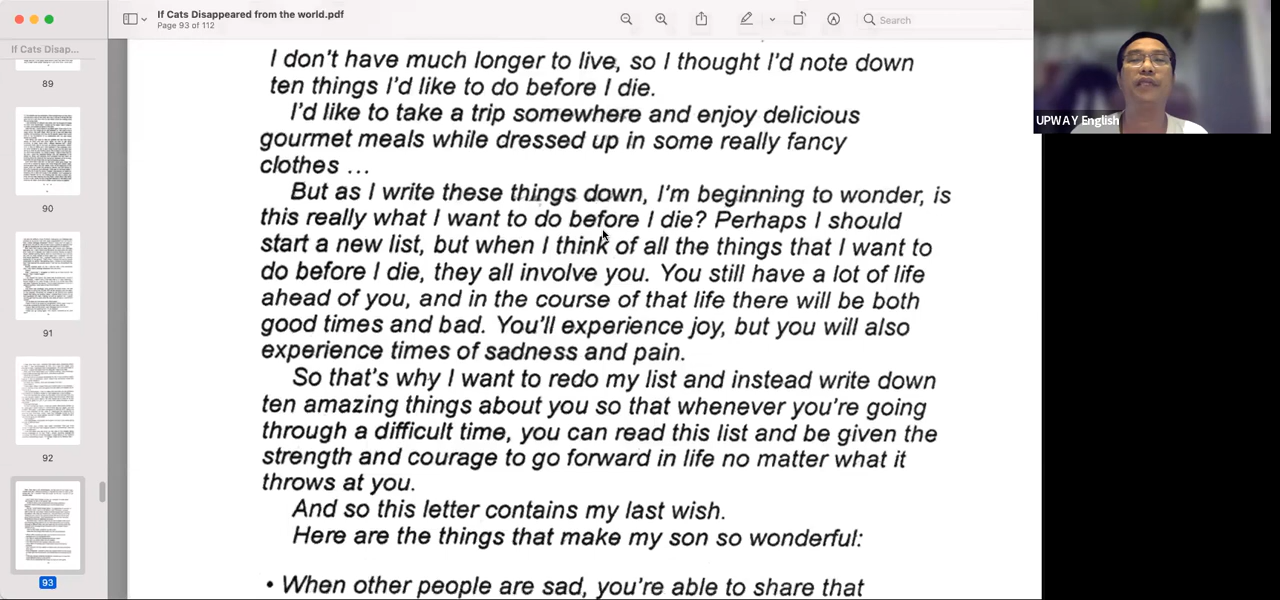 If Cats Disappeared from the world.pdf
Page 93 of 112
Search
If Cats Disap...
89
90
91
92
93
UPWAY English
I don't have much longer to live, so I thought I'd note down
ten things I'd like to do before I die.
I'd like to take a trip somewhere and enjoy delicious
gourmet meals while dressed up in some really fancy
clothes ...
But as I write these things down, I'm beginning to wonder, is
this really what I want to do before I die? Perhaps I should
start a new list, but when I think of all the things that I want to
do before I die, they all involve you. You still have a lot of life
ahead of you, and in the course of that life there will be both
good times and bad. You'll experience joy, but you will also
experience times of sadness and pain.
So that's why I want to redo my list and instead write down
ten amazing things about you so that whenever you're going
through a difficult time, you can read this list and be given the
strength and courage to go forward in life no matter what it
throws at you.
And so this letter contains my last wish.
Here are the things that make my son so wonderful:
• When other people are sad, you're able to share that